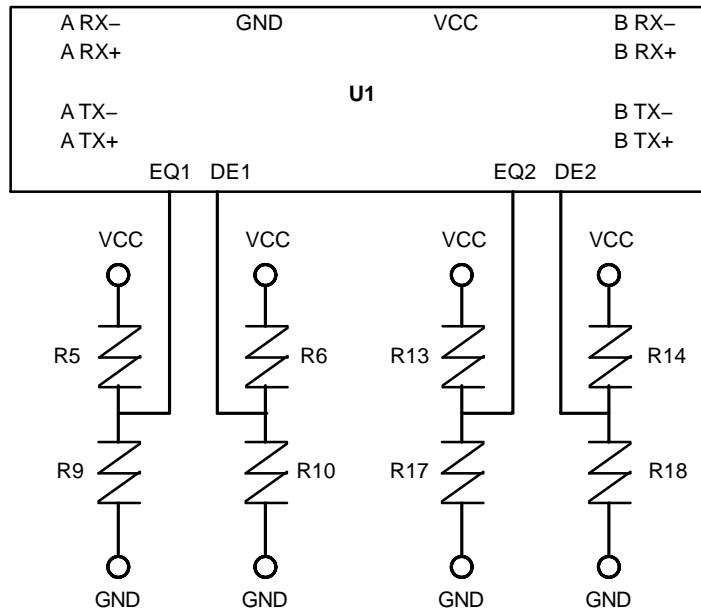 A RX– GND VCC B RX–
A RX+ B RX+
U1
A TX– B TX–
A TX+ B TX+
EQ1 DE1 EQ2 DE2
VCC VCC VCC VCC
R5 R6 R13 R14
R9 R10 R17 R18
GND GND GND GND